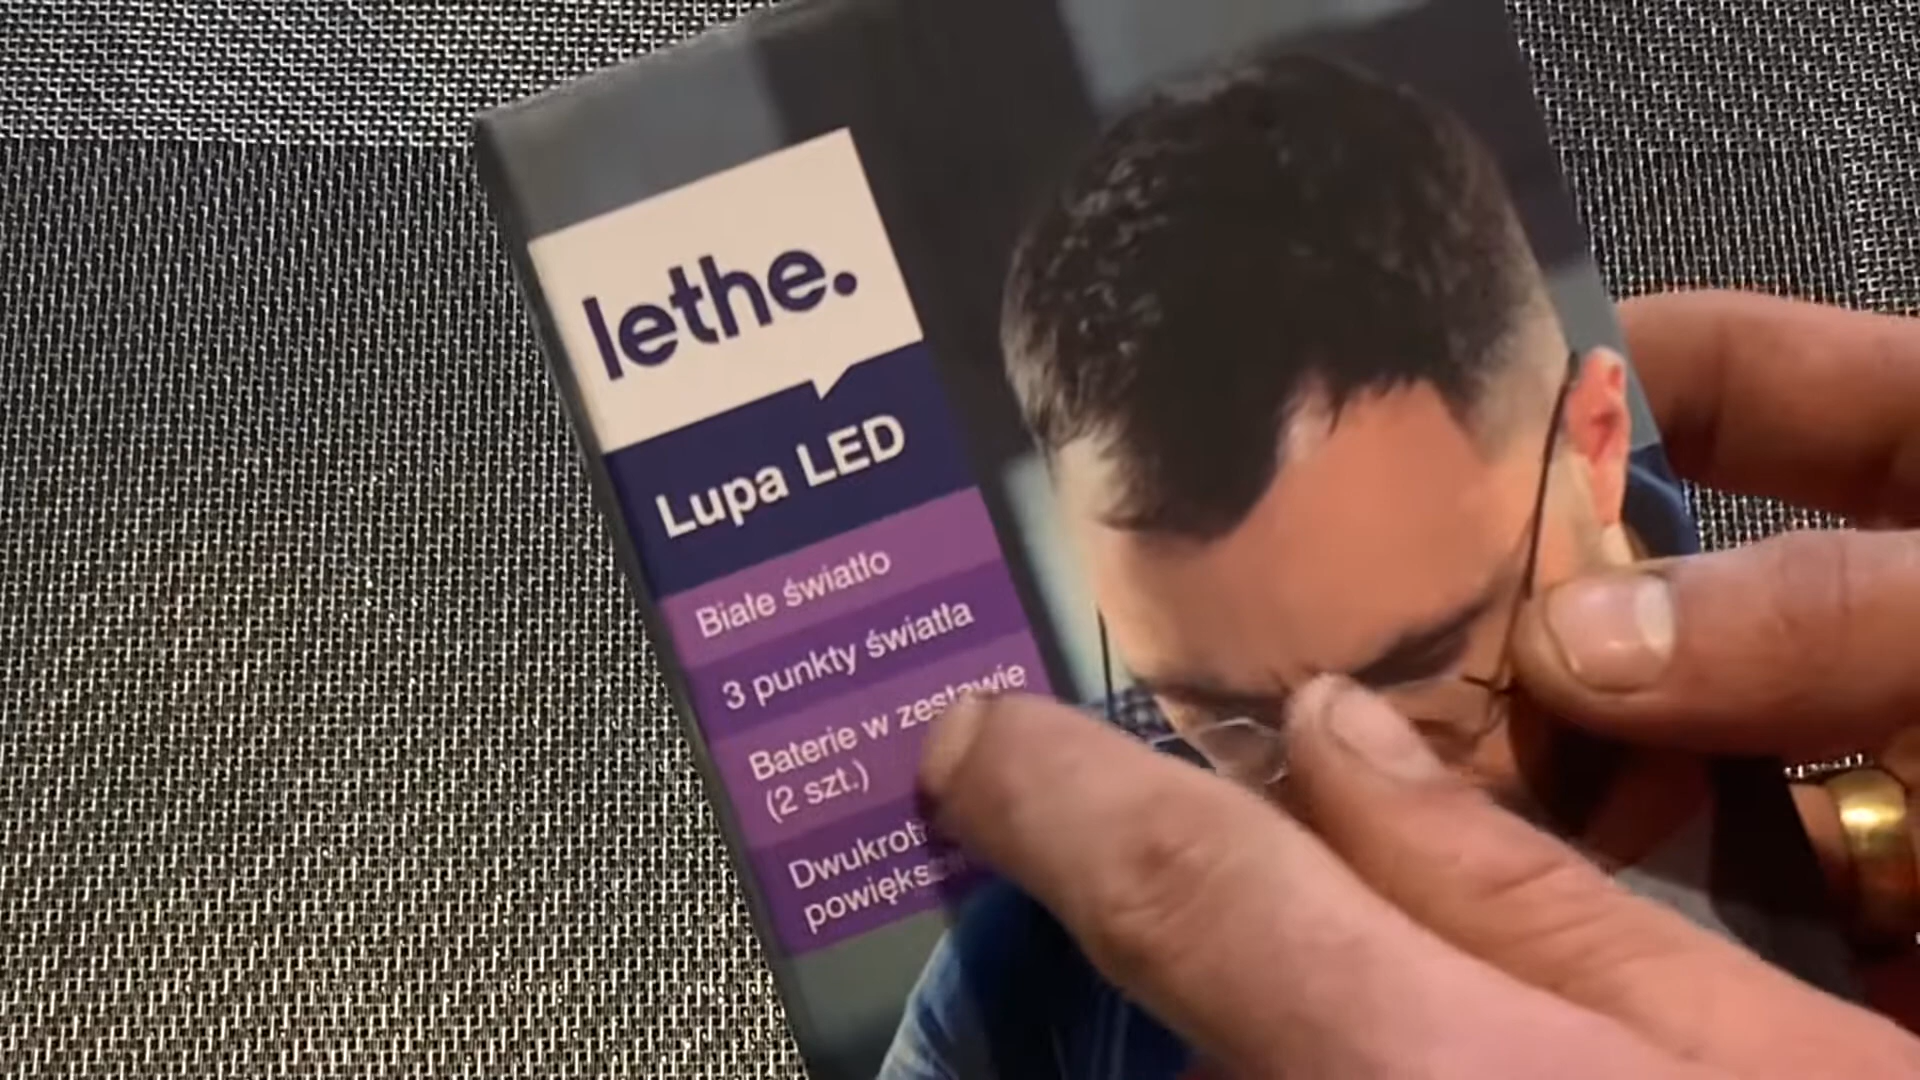 lethe.
Lupa LED
Białe światło
3 punkty światła
Baterie w zestawie
(2 szt.)